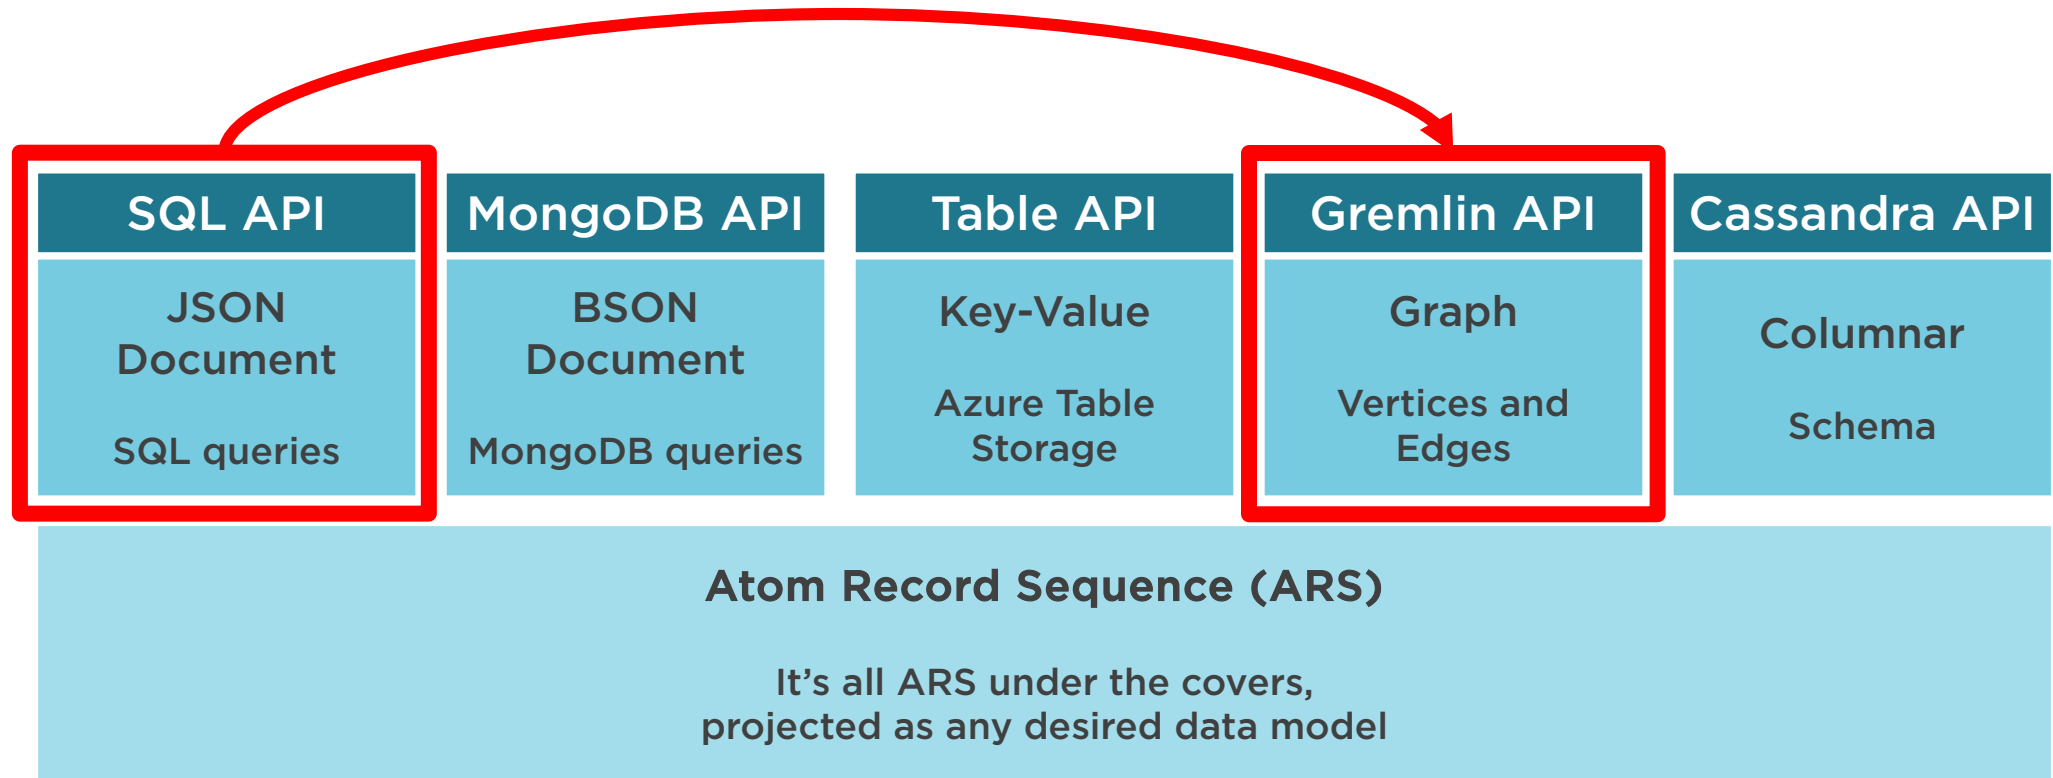 SQL API
JSON
Document
SQL queries
MongoDB API
BSON
Document
MongoDB queries
Table API
Key-Value
Azure Table
Storage
Gremlin API
Graph
Vertices and
Edges
Cassandra API
Columnar
Schema
Atom Record Sequence (ARS)
It’s all ARS under the covers,
projected as any desired data model